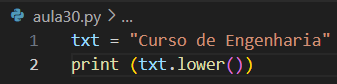 aula30.py > ...
1 txt = "Curso de Engenharia"
2 print (txt.lower())